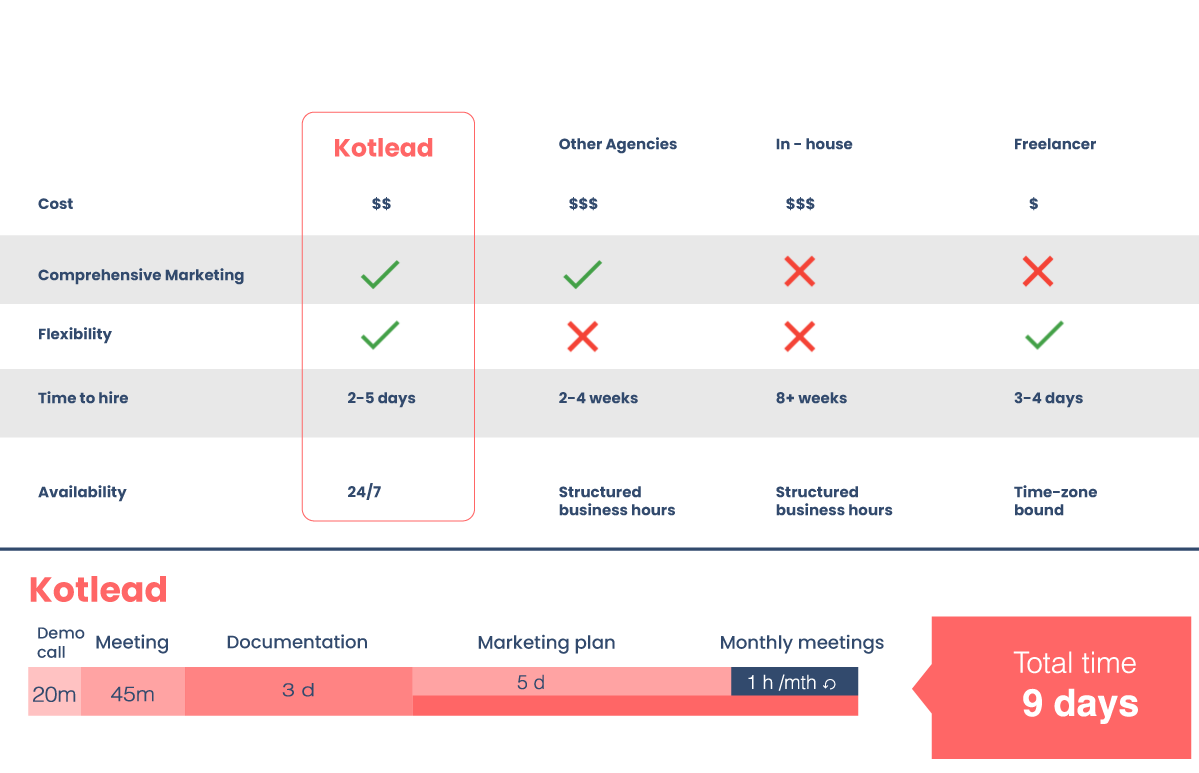 Kotlead Other Agencies In - house Freelancer
Cost $$ $$$ $$$ $
Comprehensive Marketing
Flexibility
Time to hire 2-5 days 2-4 weeks 8+ weeks 3-4 days
Availability 24/7 Structured Structured Time-zone
business hours business hours bound
Kotlead
Demo
call Meeting Documentation Marketing plan Monthly meetings
20m 45m 3 d 5 d 1 h /mth
Total time
9 days